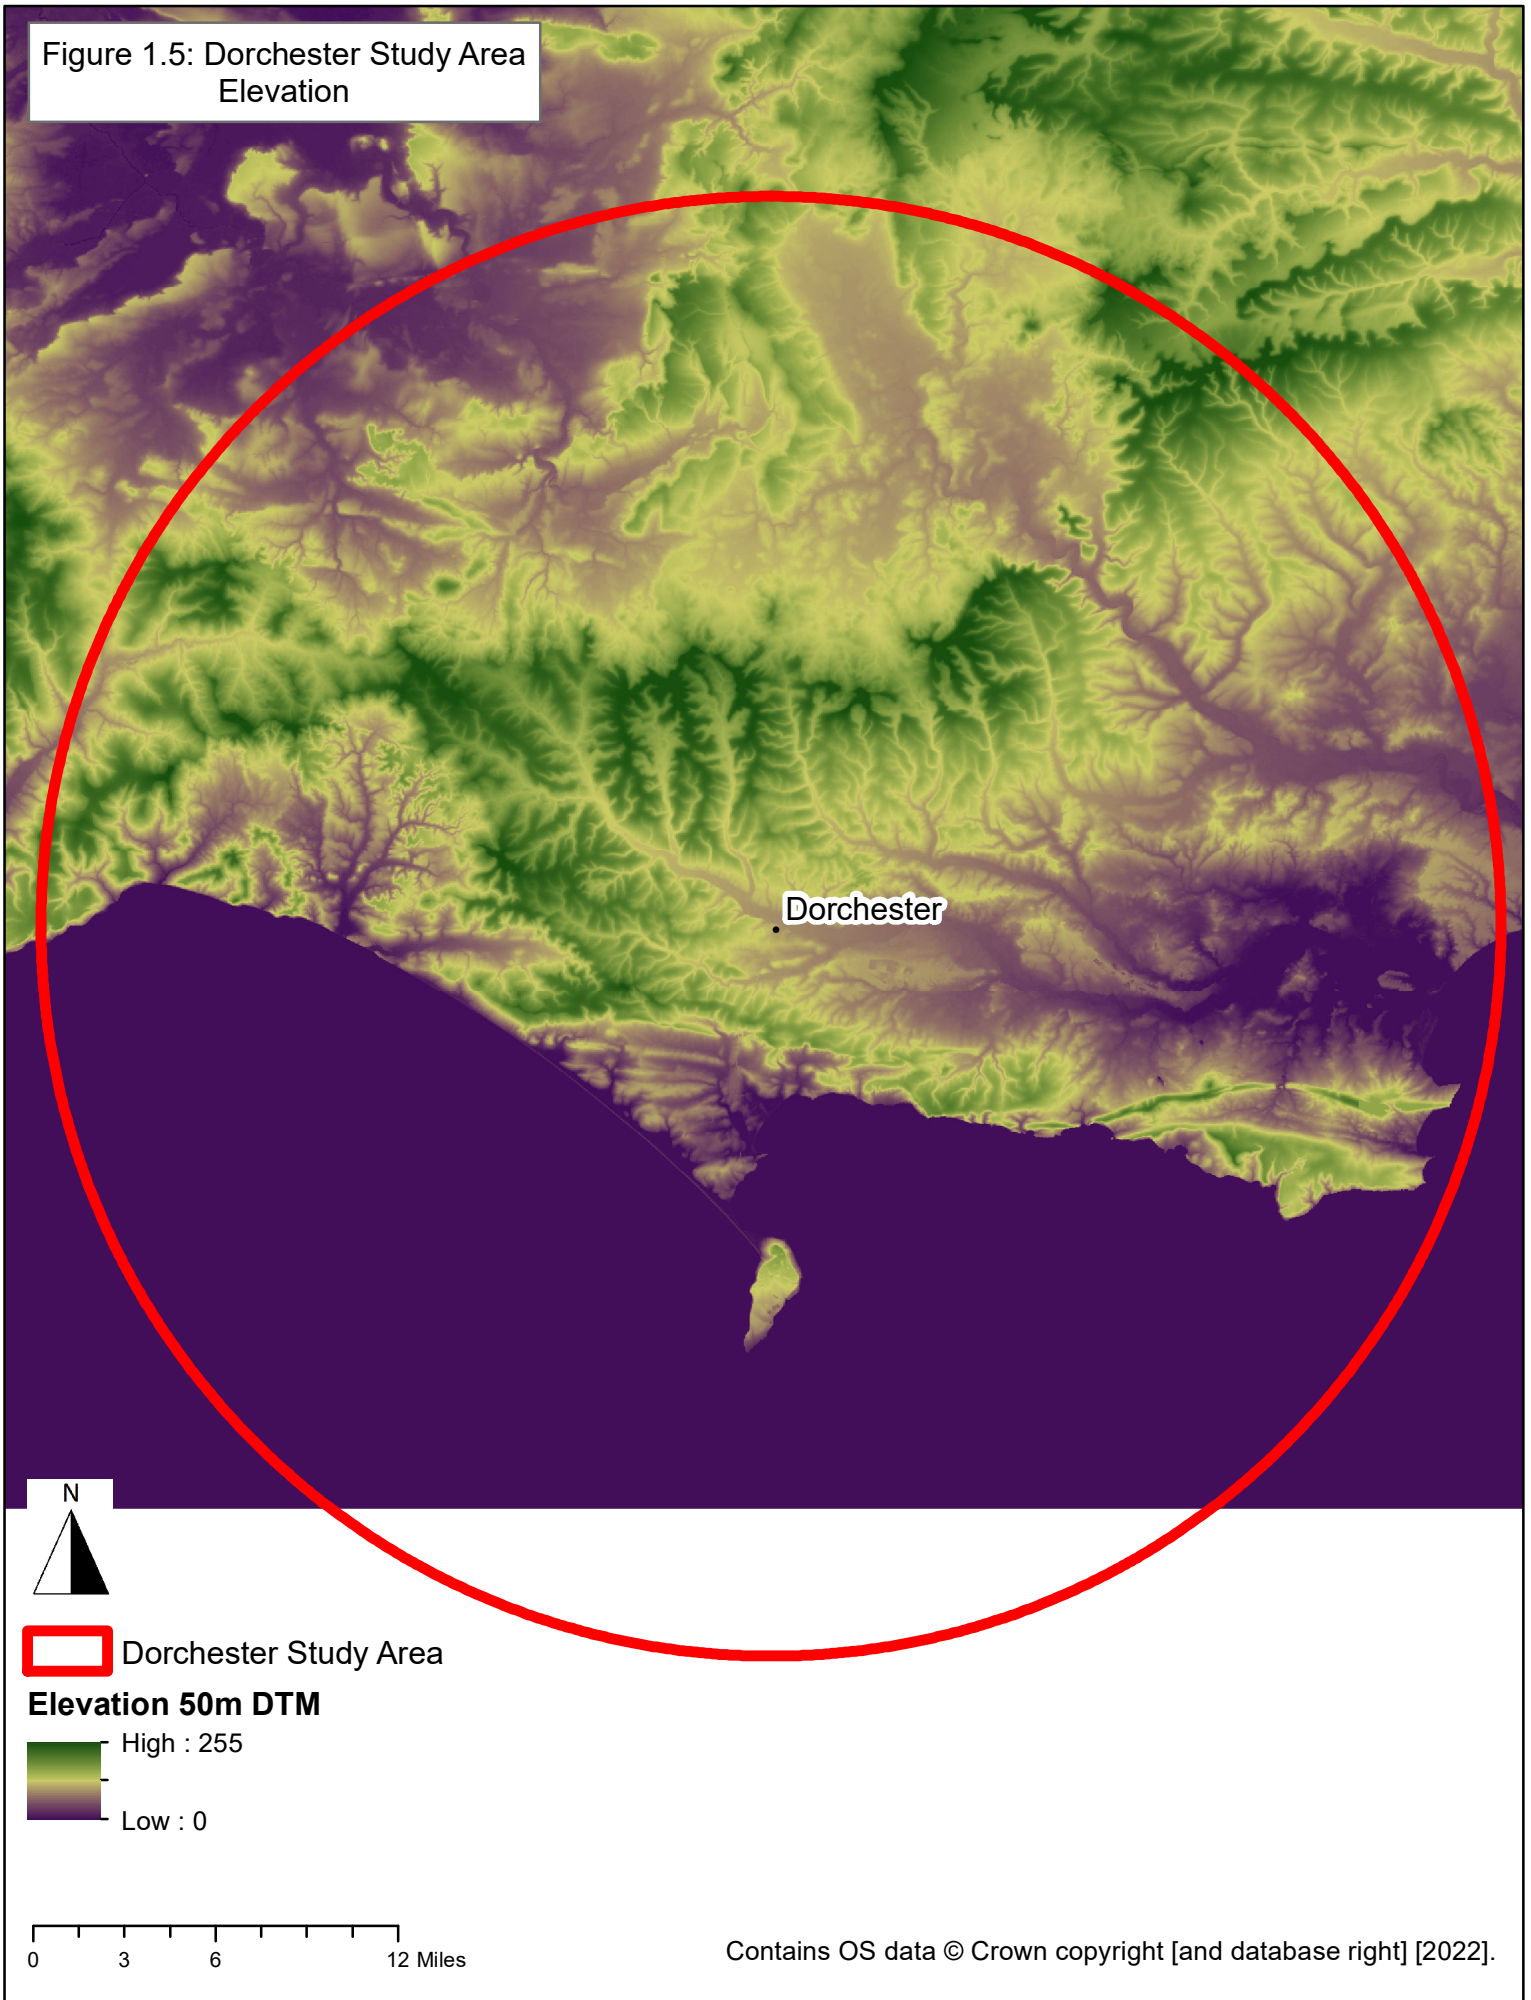 Figure 1.5: Dorchester Study Area
Elevation
Dorchester
N
Dorchester Study Area
Elevation 50m DTM
High : 255
Low : 0
0 3 6 12 Miles
Contains OS data © Crown copyright [and database right] [2022].